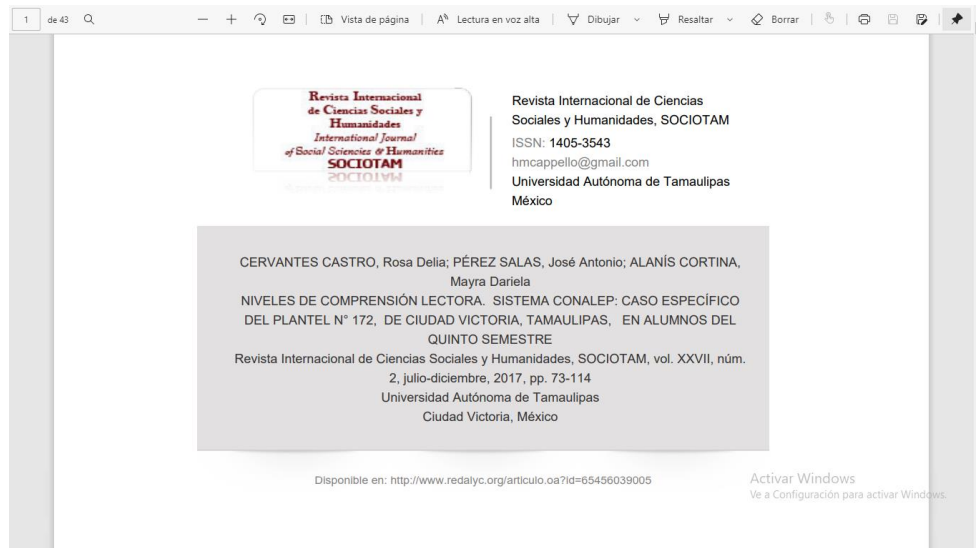 1 de 43 Vista de página Lectura en voz alta Dibujar Resaltar Borrar
Revista Internacional
de Ciencias Sociales y
Humanidades
International Journal
of Social Sciencies & Humanities
SOCIOTAM
Revista Internacional de Ciencias
Sociales y Humanidades, SOCIOTAM
ISSN: 1405-3543
hmcappello@gmail.com
Universidad Autónoma de Tamaulipas
México
CERVANTES CASTRO, Rosa Delia; PÉREZ SALAS, José Antonio; ALANÍS CORTINA,
Mayra Dariela
NIVELES DE COMPRENSIÓN LECTORA. SISTEMA CONALEP: CASO ESPECÍFICO
DEL PLANTEL N° 172, DE CIUDAD VICTORIA, TAMAULIPAS, EN ALUMNOS DEL
QUINTO SEMESTRE
Revista Internacional de Ciencias Sociales y Humanidades, SOCIOTAM, vol. XXVII, núm.
2, julio-diciembre, 2017, pp. 73-114
Universidad Autónoma de Tamaulipas
Ciudad Victoria, México
Disponible en: http://www.redalyc.org/articulo.oa?id=65456039005
Activar Windows
Ve a Configuración para activar Windows.